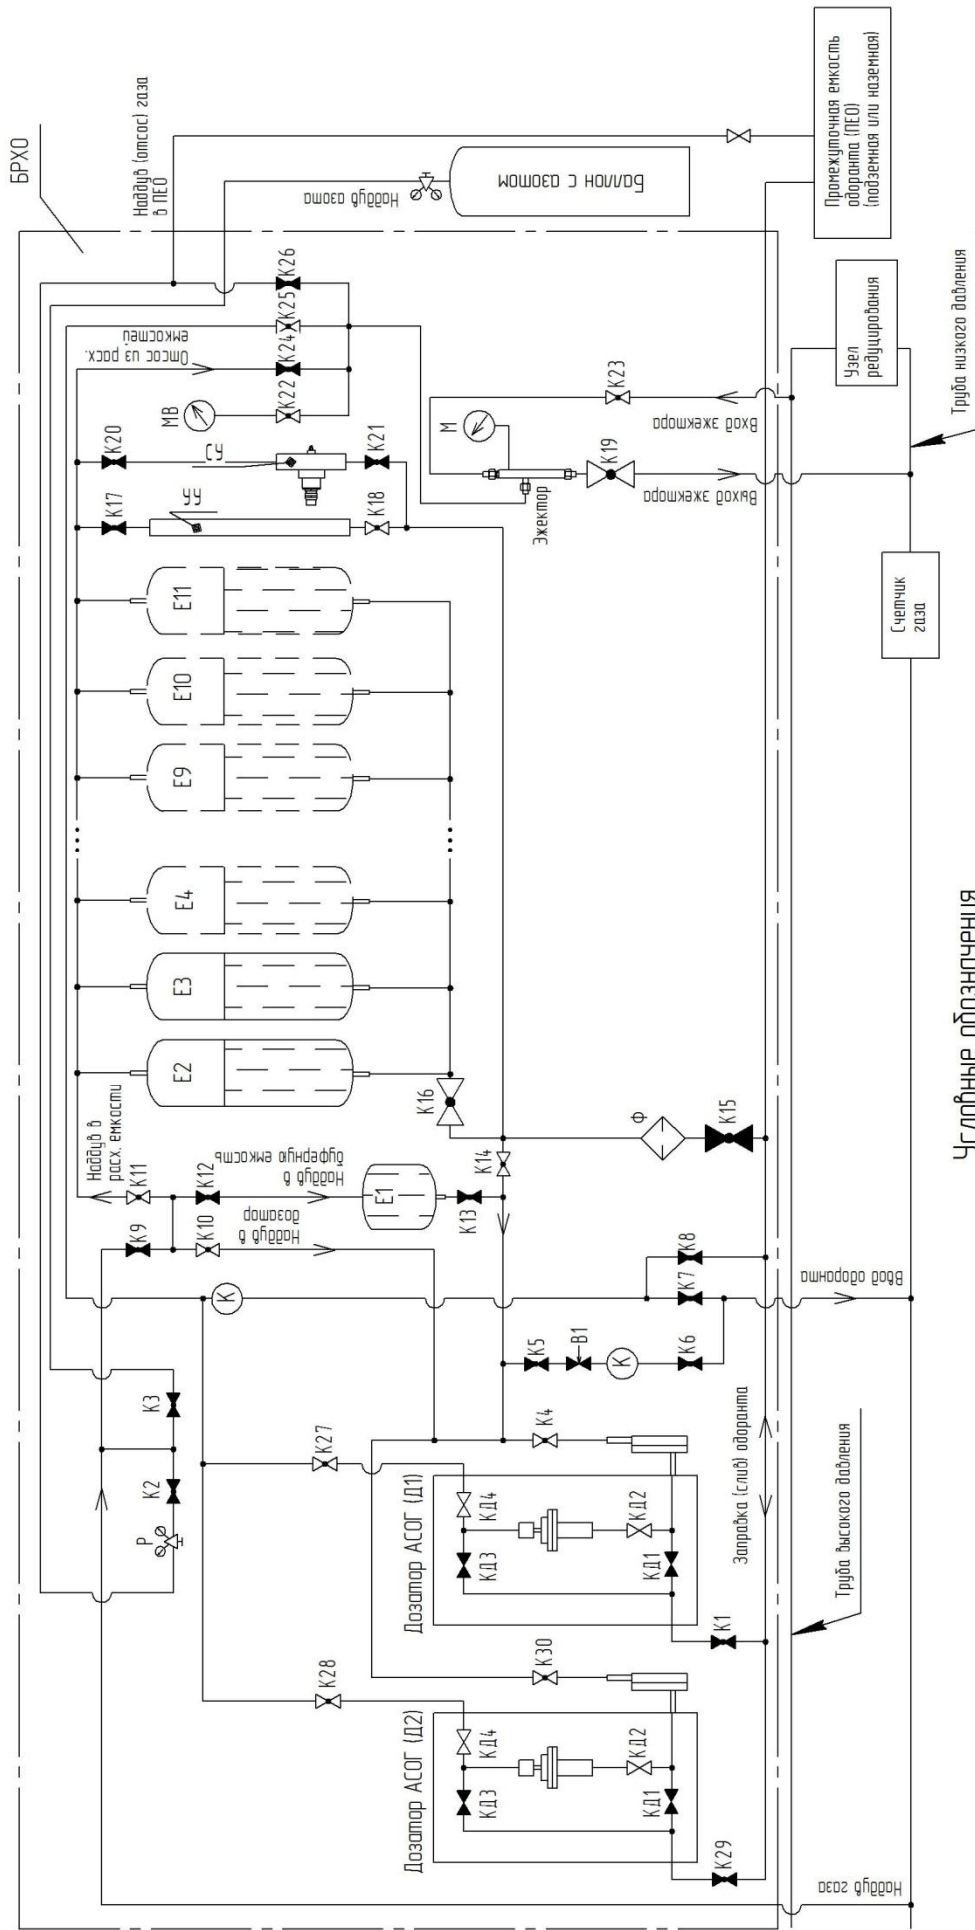 БРХО
Наддув (отсос) газа
в ПЕО
Наддув азота
Баллон с азотом
Промежуточная емкость
одоранта (ПЕО)
(подземная или наземная)
К26
К25
К24
К22
Отсос из расх.
емкостей
МВ
К20
К21
СУ
К17
К18
УУ
К23
М
К19
Вход эжектора
Выход эжектора
Эжектор
Узел
редуцирования
Труба низкого давления
Счетчик
газа
Е11
Е10
Е9
...
...
Е4
Е3
Е2
К16
Ф
К15
К14
Наддув в
расх. емкости
К11
К12
Наддув в
буферную емкость
Е1
К13
К9
К10
Наддув в
дозатор
К
К8
К7
К5
В1
К
К6
Ввод одоранта
К3
К2
Р
К27
К4
Дозатор АСОГ (Д1)
КД4
КД3
КД2
КД1
К1
Заправка (слив) одоранта
Труба высокого давления
К28
К30
Дозатор АСОГ (Д2)
КД4
КД3
КД2
КД1
К29
Наддув газа
Условные обозначения